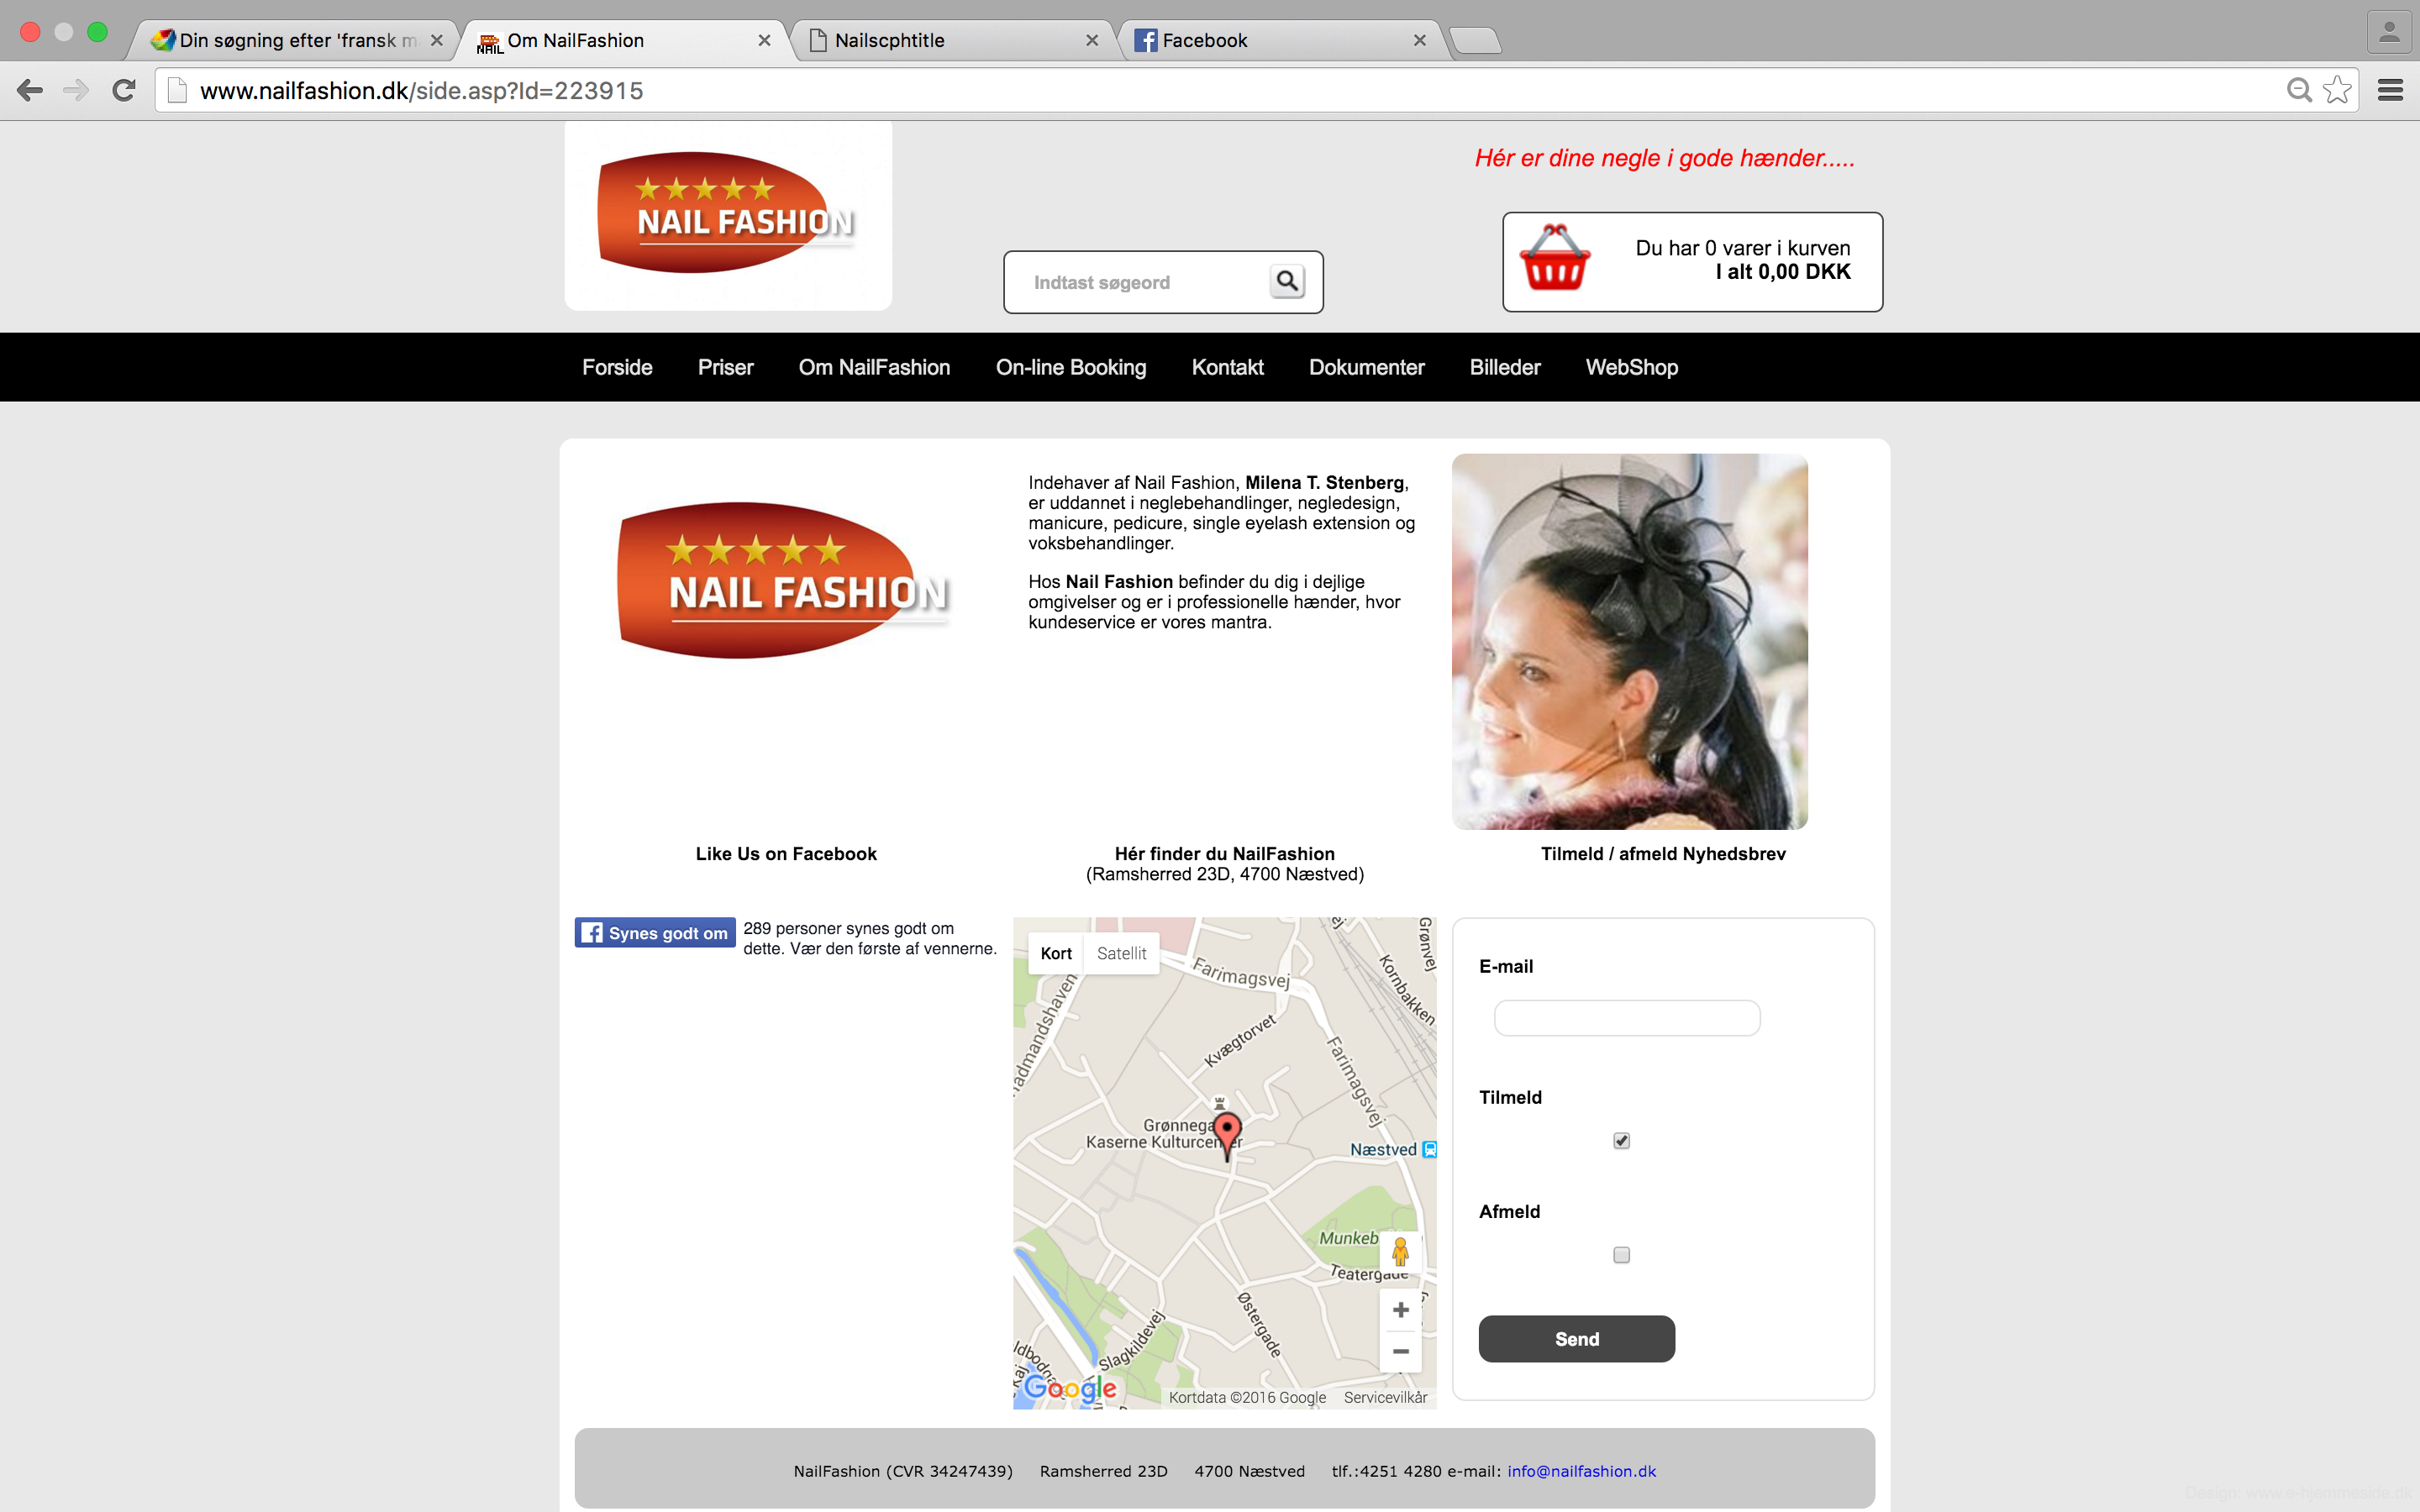 Din søgning efter 'fransk m
Om NailFashion
Nailscphtitle
Facebook
www.nailfashion.dk/side.asp?Id=223915
NAIL FASHION
Hér er dine negle i gode hænder.....
Indtast søgeord
Du har 0 varer i kurven
I alt 0,00 DKK
Forside Priser Om NailFashion On-line Booking Kontakt Dokumenter Billeder WebShop
NAIL FASHION
Indehaver af Nail Fashion, Milena T. Stenberg,
er uddannet i neglebehandlinger, negledesign,
manicure, pedicure, single eyelash extension og
voksbehandlinger.
Hos Nail Fashion befinder du dig i dejlige
omgivelser og er i professionelle hænder, hvor
kundeservice er vores mantra.
Like Us on Facebook
Hér finder du NailFashion
(Ramsherred 23D, 4700 Næstved)
Tilmeld / afmeld Nyhedsbrev
Synes godt om
289 personer synes godt om
dette. Vær den første af vennerne.
Kort Satellit
Farimagsvej
Grønvej
Kornbakken
Kvægtorvet
Farimagsvej
Kaserne
Næstved
Teatergade
Østergade
Slagkildevej
Google
Kortdata ©2016 Google Servicevilkår
E-mail
Tilmeld
Afmeld
Send
NailFashion (CVR 34247439) Ramsherred 23D 4700 Næstved tlf.:4251 4280 e-mail: info@nailfashion.dk
Design: www.e-hjemmeside.dk